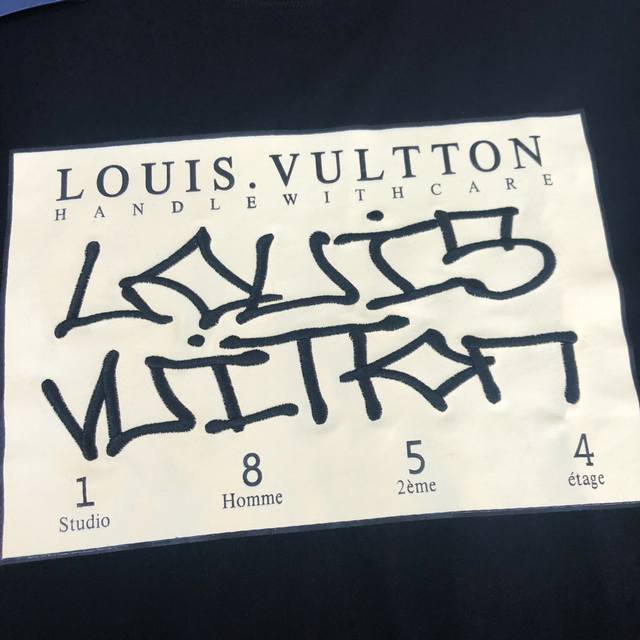 LOUIS.VULTTON
HANDLEWITHCARE
LOUIS
VUITTON
1 8 5 4
Studio Homme 2ème étage